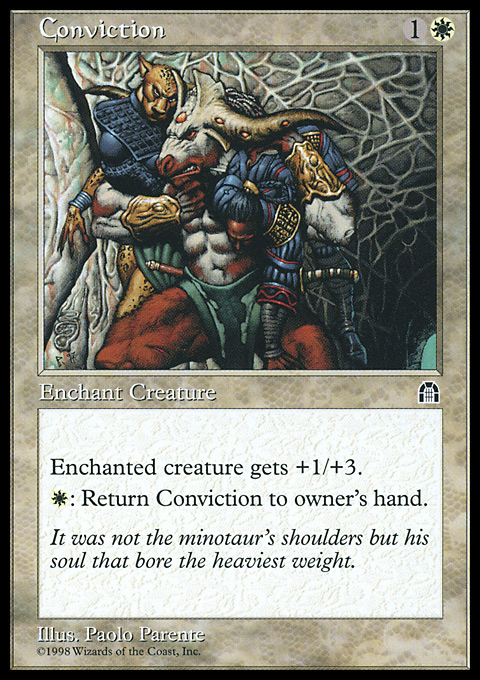 Conviction 1
Enchant Creature
Enchanted creature gets +1/+3.
: Return Conviction to owner's hand.
It was not the minotaur's shoulders but his
soul that bore the heaviest weight.
Illus. Paolo Parente
©1998 Wizards of the Coast, Inc.